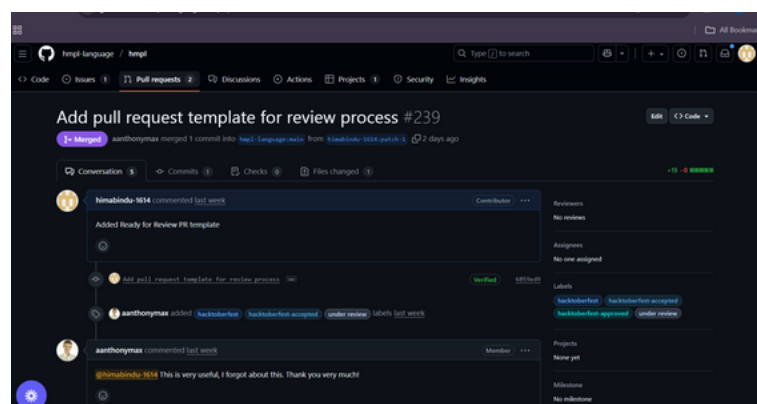 All Bookma
hmpl-language / hmpl
Type / to search
<> Code Issues 1 Pull requests 2 Discussions Actions Projects 1 Security Insights
Add pull request template for review process #239
Edit <> Code
Merged aanthonymax merged 1 commit into hmpl-language:main from himabindu-1614:patch-1 2 days ago
Conversation 5 Commits 1 Checks 0 Files changed 1 +15 −0
himabindu-1614 commented last week Contributor ...
Added Ready for Review PR template
Add pull request template for review process ... Verified
aanthonymax added hacktoberfest hacktoberfest-accepted under review labels last week
aanthonymax commented last week Member ...
@himabindu-1614 This is very useful, I forgot about this. Thank you very much!
Reviewers
No reviews
Assignees
No one assigned
Labels
hacktoberfest hacktoberfest-accepted
hacktoberfest-approved under review
Projects
None yet
Milestone
No milestone